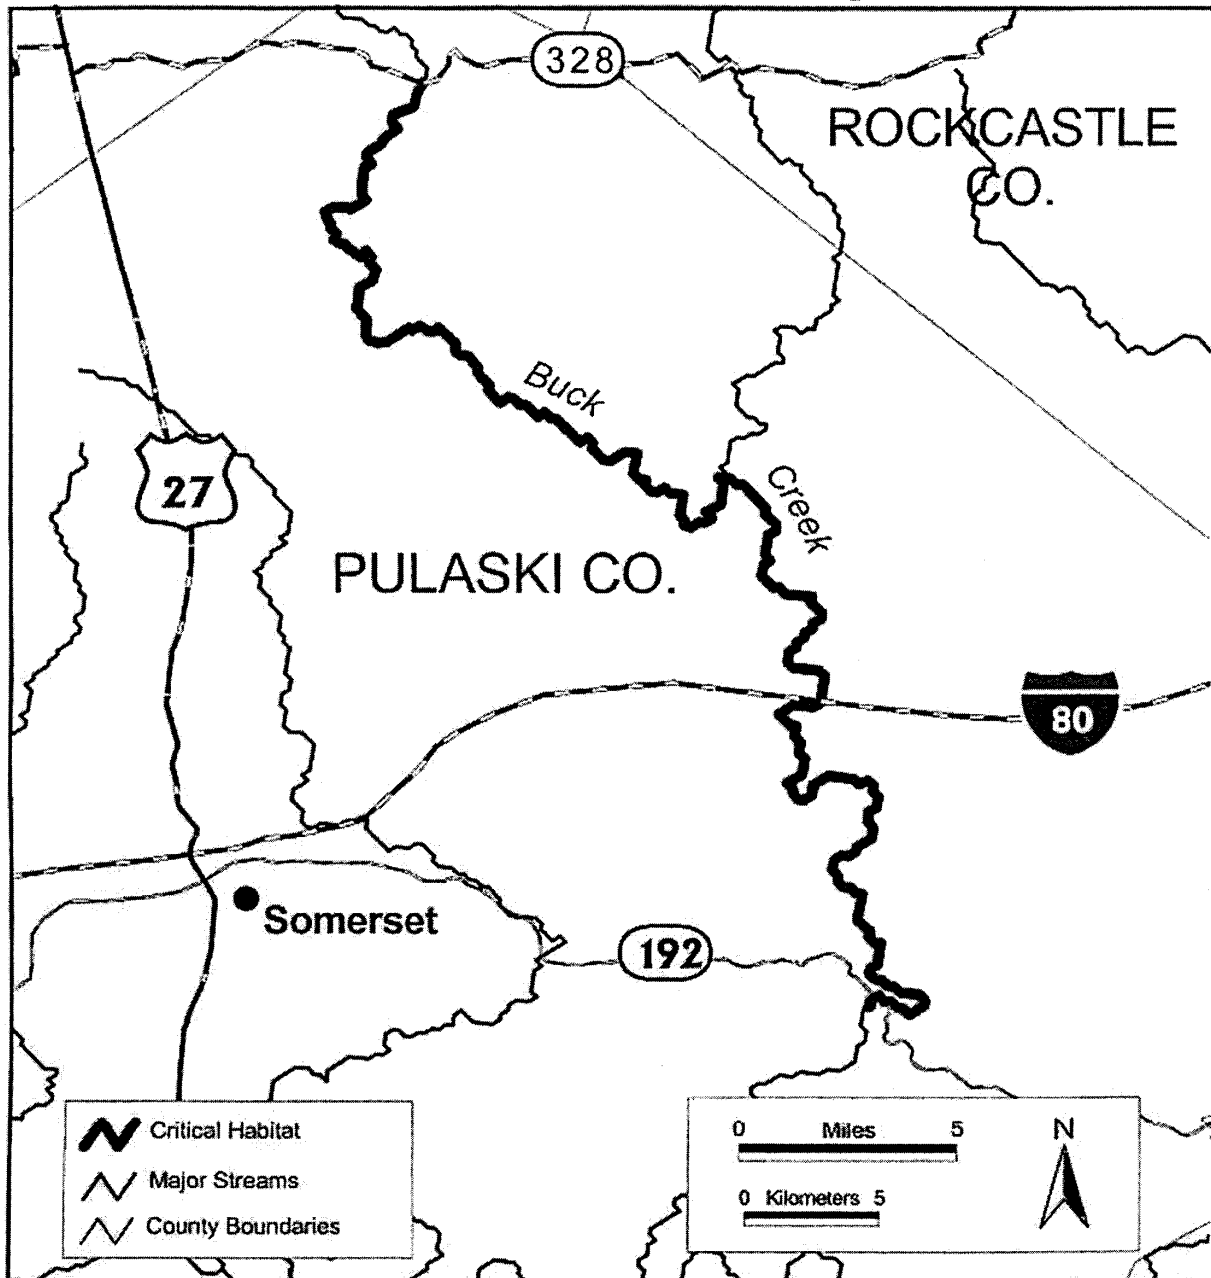 328
ROCKCASTLE
CO.
Buck
Creek
27
PULASKI CO.
80
Somerset
192
Critical Habitat
Major Streams
County Boundaries
0 Miles 5
0 Kilometers 5
N